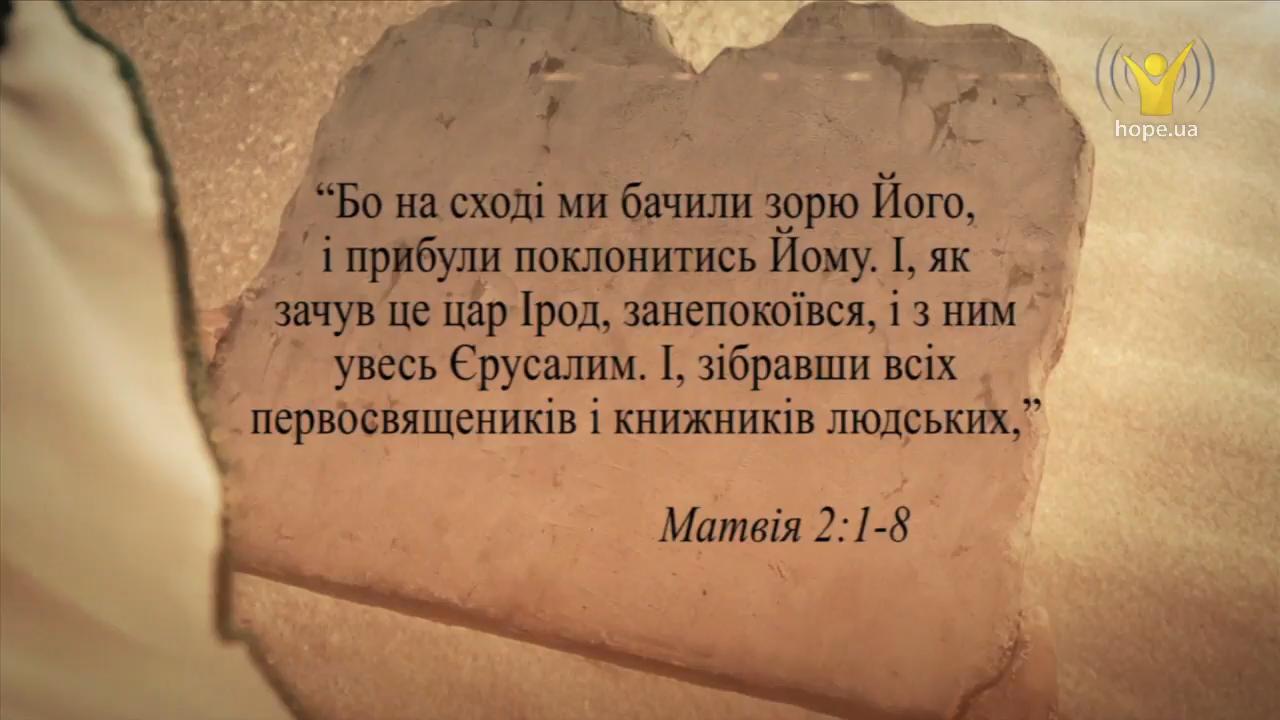 hope.ua
“Бо на сході ми бачили зорю Його,
і прибули поклонитись Йому. І, як
зачув це цар Ірод, занепокоївся, і з ним
увесь Єрусалим. І, зібравши всіх
первосвящеників і книжників людських,”
Матвія 2:1-8